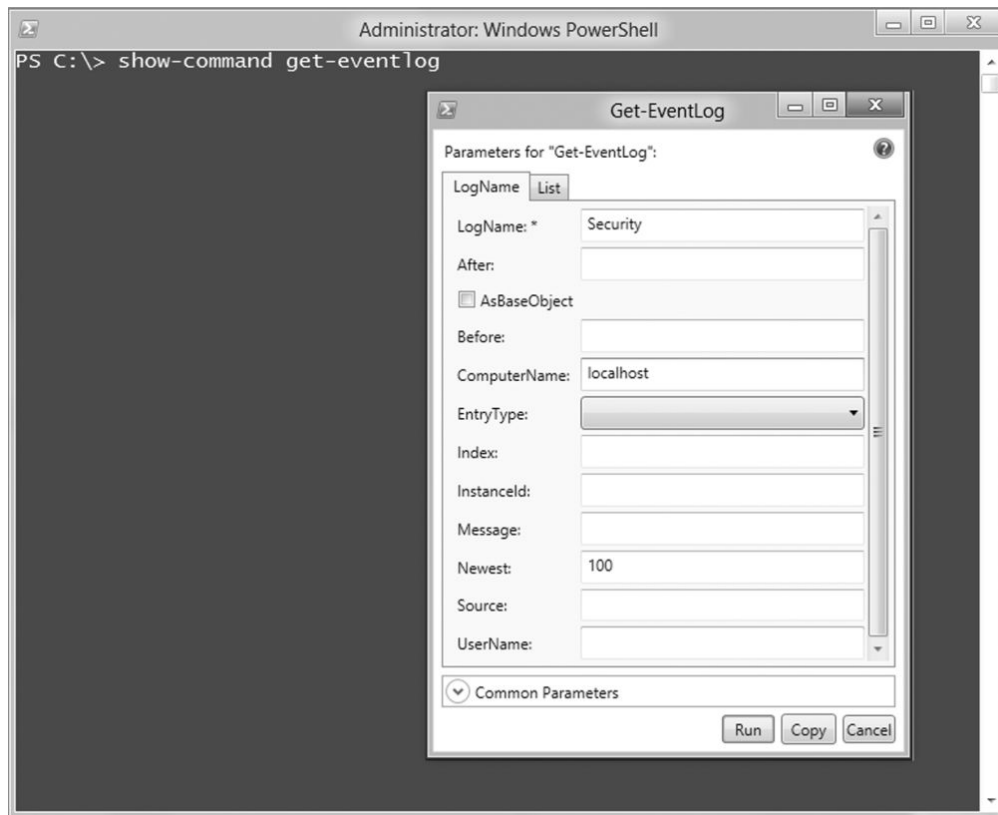 Administrator: Windows PowerShell
PS C:\> show-command get-eventlog
Get-EventLog
Parameters for "Get-EventLog":
LogName List
LogName: * Security
After:
AsBaseObject
Before:
ComputerName: localhost
EntryType:
Index:
InstanceId:
Message:
Newest: 100
Source:
UserName:
Common Parameters
Run Copy Cancel